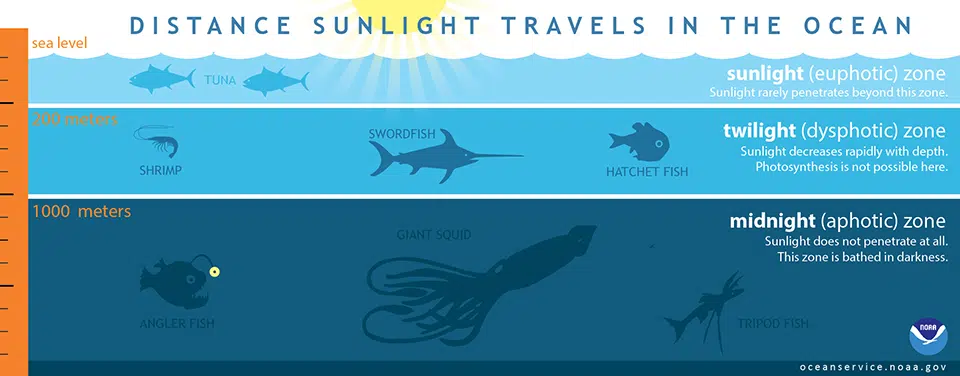 DISTANCE SUNLIGHT TRAVELS IN THE OCEAN
sea level
TUNA
sunlight (euphotic) zone
Sunlight rarely penetrates beyond this zone.
200 meters
SHRIMP
SWORDFISH
HATCHET FISH
twilight (dysphotic) zone
Sunlight decreases rapidly with depth.
Photosynthesis is not possible here.
1000 meters
GIANT SQUID
ANGLER FISH
TRIPOD FISH
midnight (aphotic) zone
Sunlight does not penetrate at all.
This zone is bathed in darkness.
NOAA
oceanservice.noaa.gov